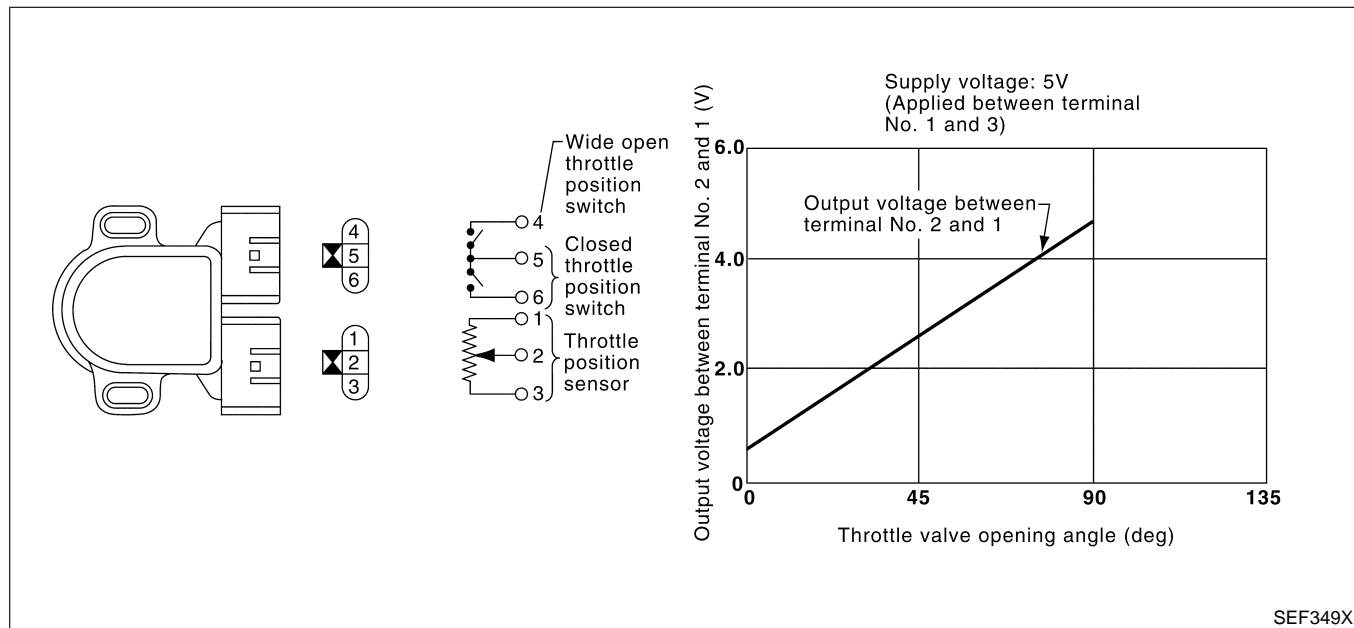 4
5
6
1
2
3
Wide open
throttle
position
switch
4
5
6
Closed
throttle
position
switch
1
2
3
Throttle
position
sensor
Supply voltage: 5V
(Applied between terminal
No. 1 and 3)
Output voltage between terminal No. 2 and 1 (V)
6.0
4.0
2.0
0
Output voltage between
terminal No. 2 and 1
0 45 90 135
Throttle valve opening angle (deg)
SEF349X